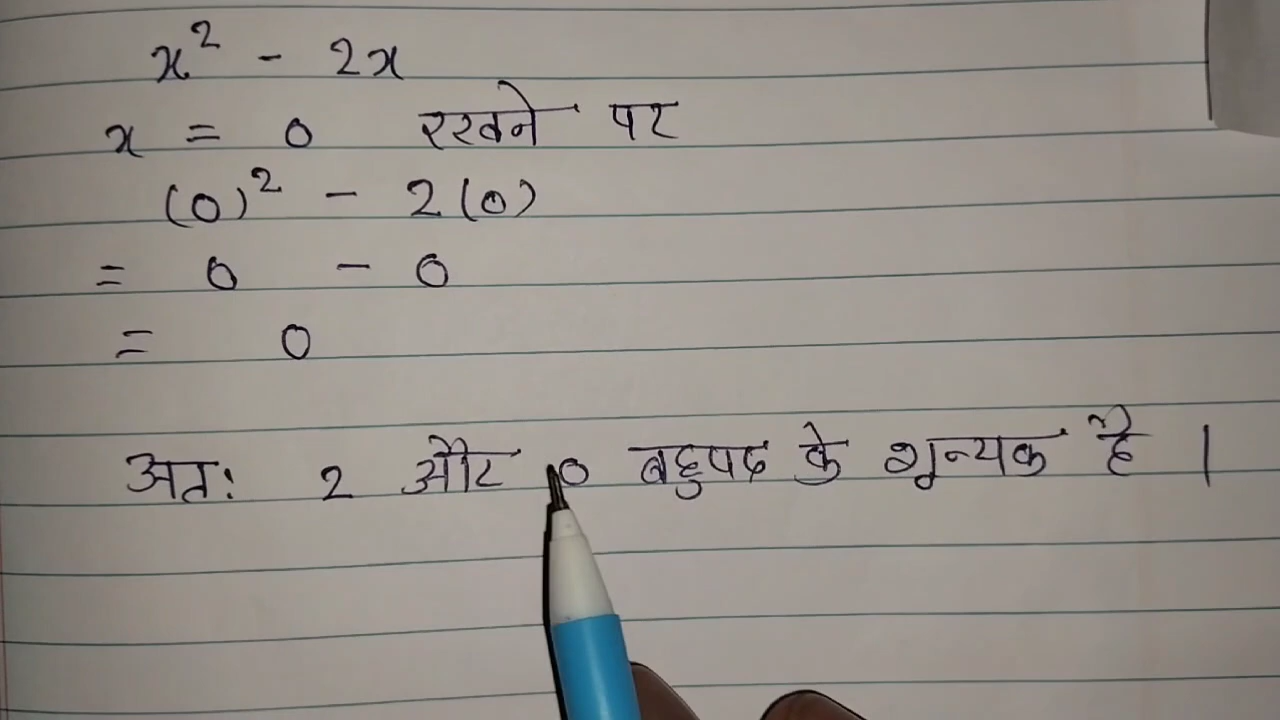 x² - 2x
x = 0 रखने पर
(0)² - 2(0)
= 0 - 0
= 0
अतः 2 और 0 बहुपद के शून्यक है ।